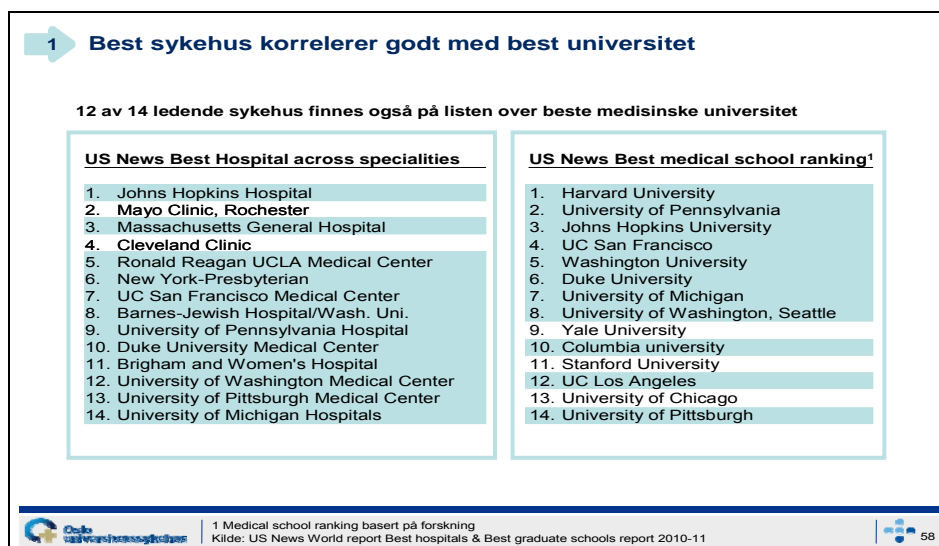 1
Best sykehus korrelerer godt med best universitet
12 av 14 ledende sykehus finnes også på listen over beste medisinske universitet
US News Best Hospital across specialities
1. Johns Hopkins Hospital
2. Mayo Clinic, Rochester
3. Massachusetts General Hospital
4. Cleveland Clinic
5. Ronald Reagan UCLA Medical Center
6. New York-Presbyterian
7. UC San Francisco Medical Center
8. Barnes-Jewish Hospital/Wash. Uni.
9. University of Pennsylvania Hospital
10. Duke University Medical Center
11. Brigham and Women's Hospital
12. University of Washington Medical Center
13. University of Pittsburgh Medical Center
14. University of Michigan Hospitals
US News Best medical school ranking¹
1. Harvard University
2. University of Pennsylvania
3. Johns Hopkins University
4. UC San Francisco
5. Washington University
6. Duke University
7. University of Michigan
8. University of Washington, Seattle
9. Yale University
10. Columbia university
11. Stanford University
12. UC Los Angeles
13. University of Chicago
14. University of Pittsburgh
Oslo
universitetssykehus
1 Medical school ranking basert på forskning
Kilde: US News World report Best hospitals & Best graduate schools report 2010-11
58